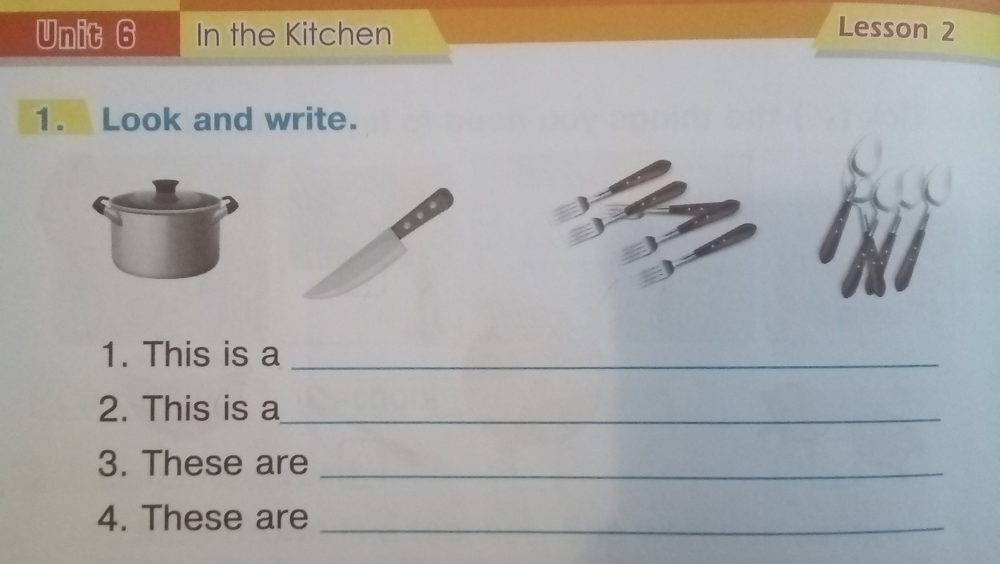 Unit 6 In the Kitchen Lesson 2
1. Look and write.
1. This is a
2. This is a
3. These are
4. These are